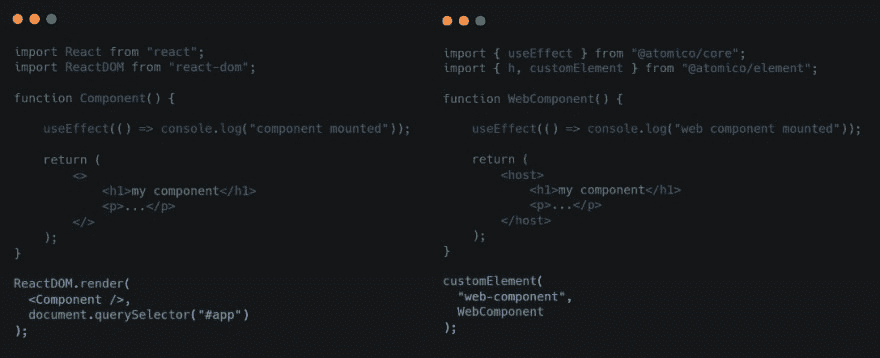 import React from "react";
import ReactDOM from "react-dom";
function Component() {
useEffect(() => console.log("component mounted"));
return (
<>
<h1>my component</h1>
<p>...</p>
</>
);
}
ReactDOM.render(
<Component />,
document.querySelector("#app")
);
import { useEffect } from "@atomico/core";
import { h, customElement } from "@atomico/element";
function WebComponent() {
useEffect(() => console.log("web component mounted"));
return (
<host>
<h1>my component</h1>
<p>...</p>
</host>
);
}
customElement(
"web-component",
WebComponent
);